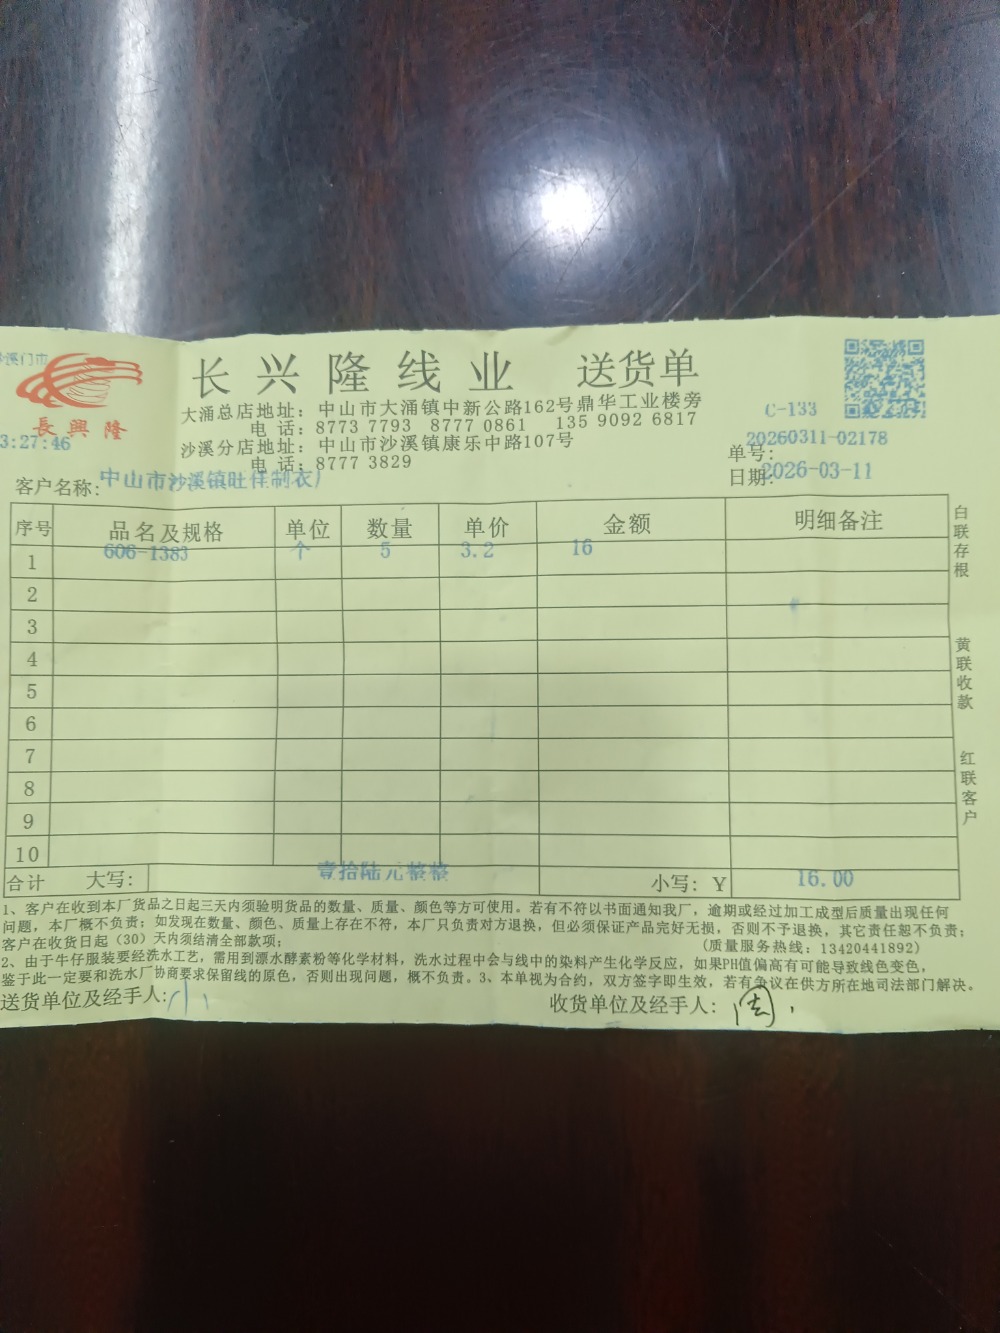 沙溪门市
長興隆
3:27:46
长兴隆线业 送货单
大涌总店地址：中山市大涌镇中新公路162号鼎华工业楼旁
电 话：8773 7793 8777 0861 135 9092 6817
沙溪分店地址：中山市沙溪镇康乐中路107号
电 话：8777 3829
C-133
单号：20260311-02178
日期：2026-03-11
客户名称：中山市沙溪镇旺祥制衣厂
序号 品名及规格 单位 数量 单价 金额 明细备注
1 606-1383 个 5 3.2 16
2
3
4
5
6
7
8
9
10
合计 大写：壹拾陆元整整 小写：Y 16.00
白联存根
黄联收款
红联客户
1、客户在收到本厂货品之日起三天内须验明货品的数量、质量、颜色等方可使用。若有不符以书面通知我厂，逾期或经过加工成型后质量出现任何
问题，本厂概不负责；如发现在数量、颜色、质量上存在不符，本厂只负责对方退换，但必须保证产品完好无损，否则不予退换，其它责任恕不负责；
客户在收货日起（30）天内须结清全部款项； （质量服务热线：13420441892）
2、由于牛仔服装要经洗水工艺，需用到漂水酵素粉等化学材料，洗水过程中会与线中的染料产生化学反应，如果PH值偏高有可能导致线色变色，
鉴于此一定要和洗水厂协商要求保留线的原色，否则出现问题，概不负责。3、本单视为合约，双方签字即生效，若有争议在供方所在地司法部门解决。
送货单位及经手人：小 收货单位及经手人：